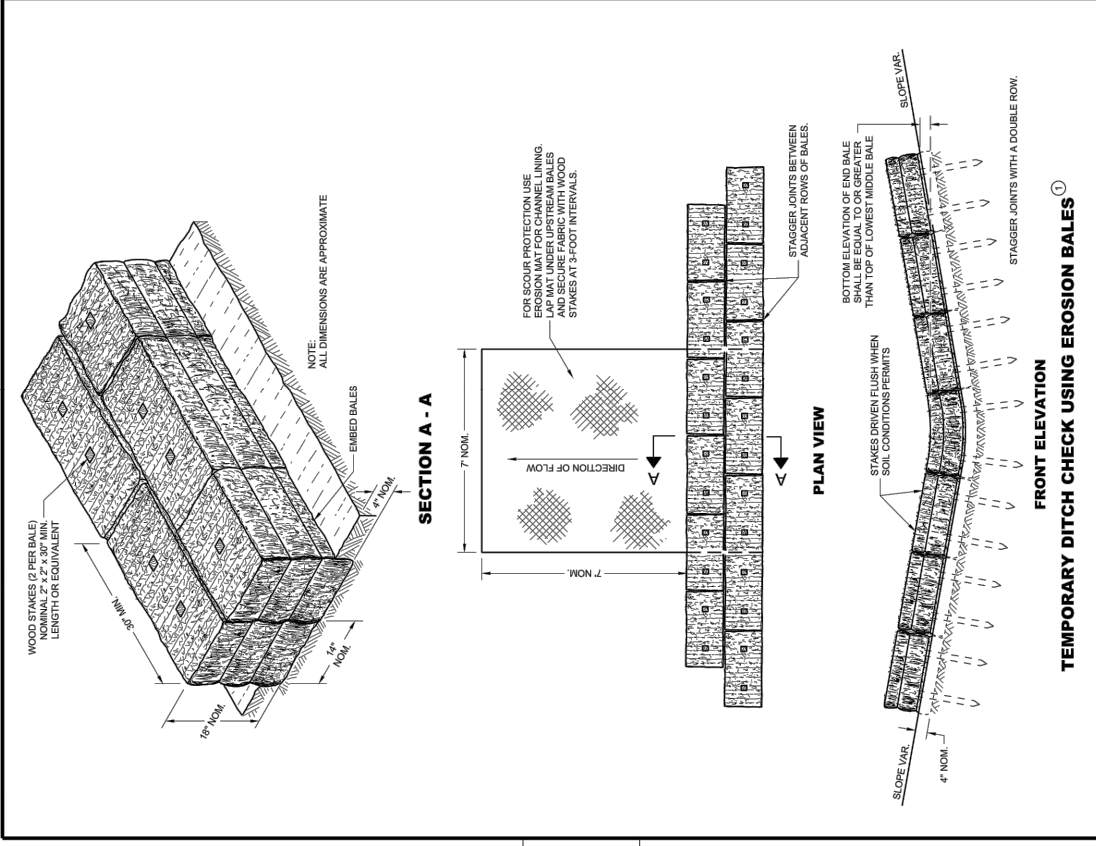 WOOD STAKES (2 PER BALE)
NOMINAL 2" x 2" x 30" MIN.
LENGTH OR EQUIVALENT
30" MIN.
18" NOM.
14"
NOM.
4" NOM.
EMBED BALES
NOTE:
ALL DIMENSIONS ARE APPROXIMATE
SECTION A - A
FOR SCOUR PROTECTION USE
EROSION MAT FOR CHANNEL LINING.
LAP MAT UNDER UPSTREAM BALES
AND SECURE FABRIC WITH WOOD
STAKES AT 3-FOOT INTERVALS.
7' NOM.
7' NOM.
DIRECTION OF FLOW
A
A
STAGGER JOINTS BETWEEN
ADJACENT ROWS OF BALES.
PLAN VIEW
STAKES DRIVEN FLUSH WHEN
SOIL CONDITIONS PERMITS
BOTTOM ELEVATION OF END BALE
SHALL BE EQUAL TO OR GREATER
THAN TOP OF LOWEST MIDDLE BALE
SLOPE VAR.
SLOPE VAR.
4" NOM.
STAGGER JOINTS WITH A DOUBLE ROW.
FRONT ELEVATION
TEMPORARY DITCH CHECK USING EROSION BALES ①